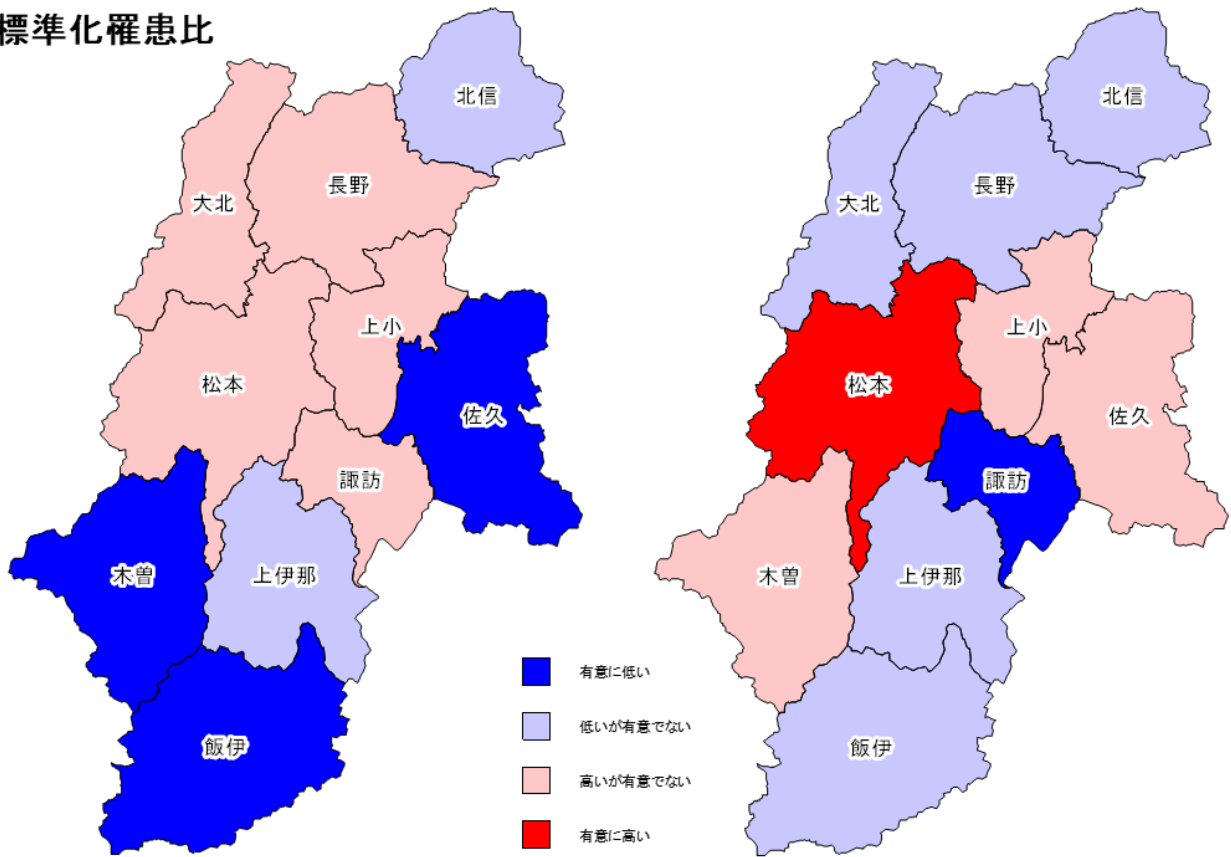 標準化罹患比
北信
長野
大北
上小
松本
佐久
諏訪
木曽
上伊那
飯伊
北信
長野
大北
上小
松本
佐久
諏訪
木曽
上伊那
飯伊
有意に低い
低いが有意でない
高いが有意でない
有意に高い